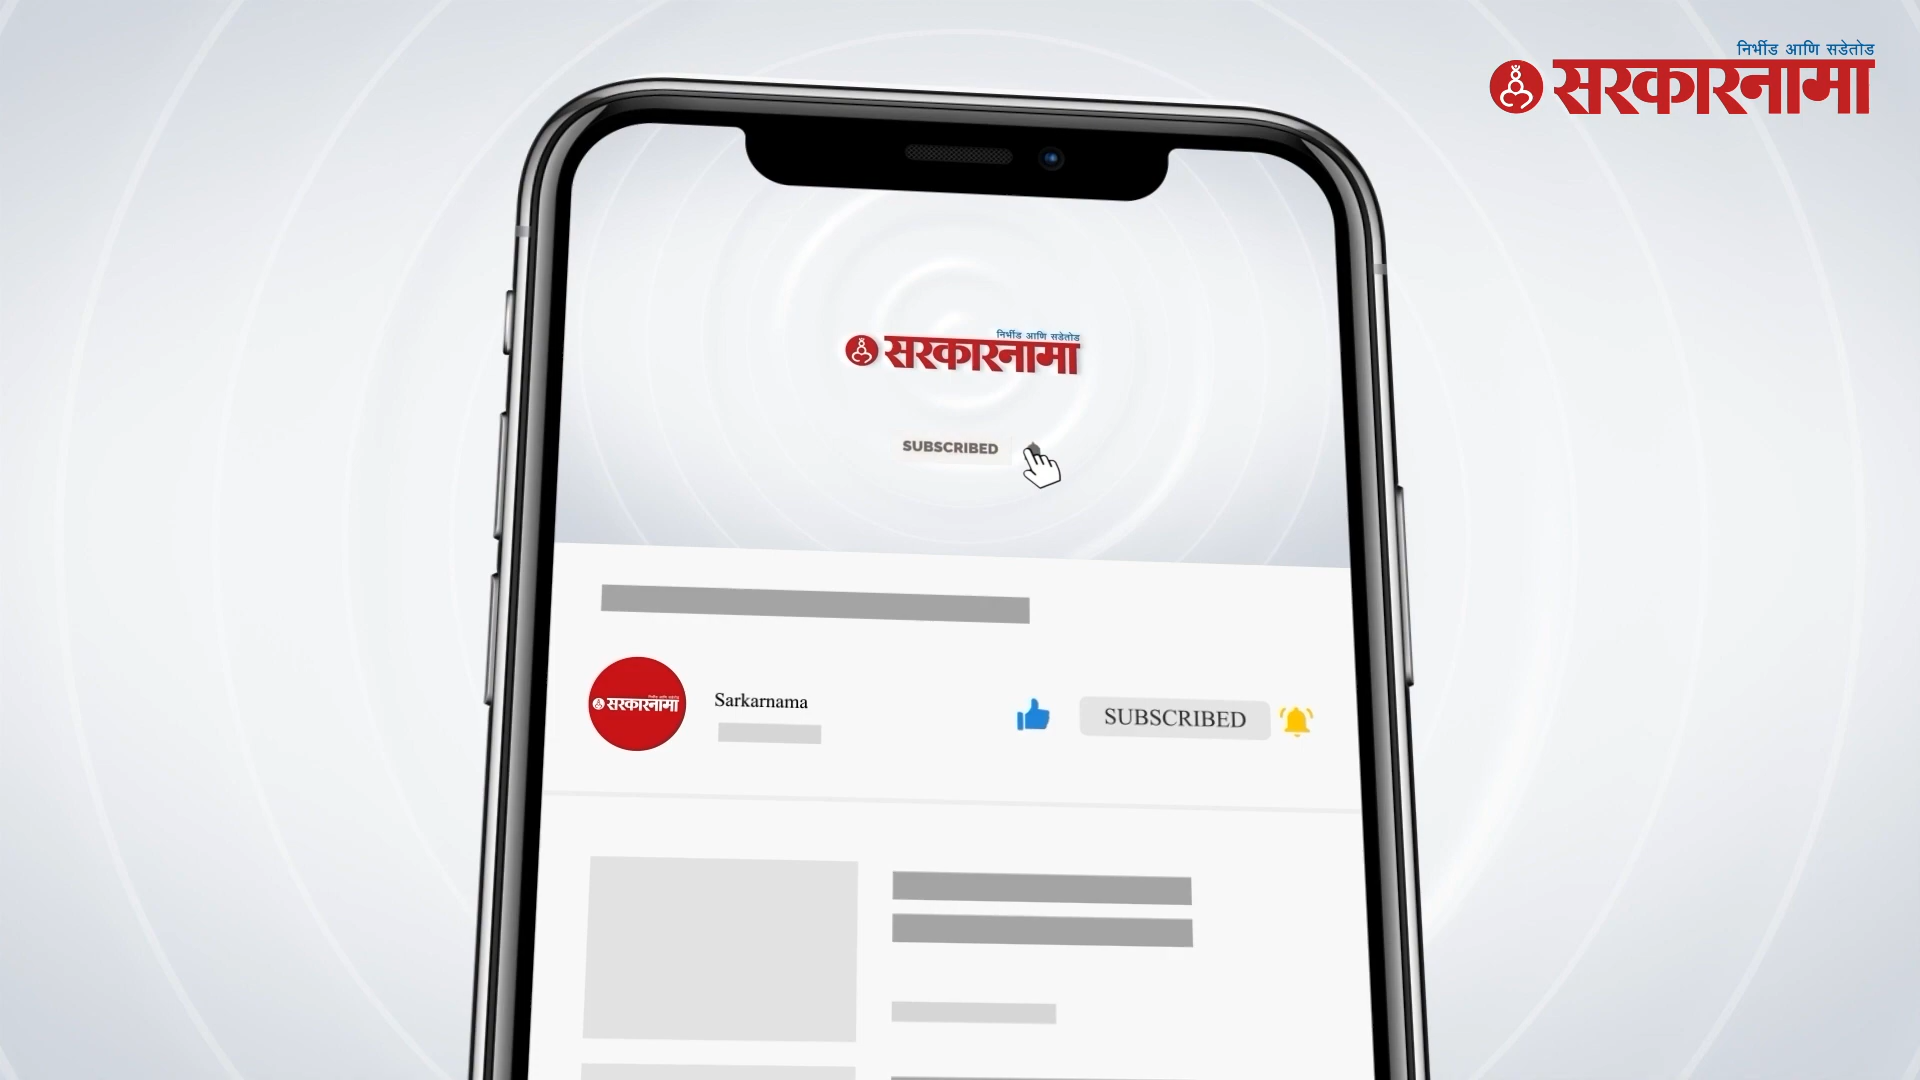 निर्भीड आणि सडेतोड
सरकारनामा
निर्भीड आणि सडेतोड
सरकारनामा
SUBSCRIBED
सरकारनामा
Sarkarnama
SUBSCRIBED